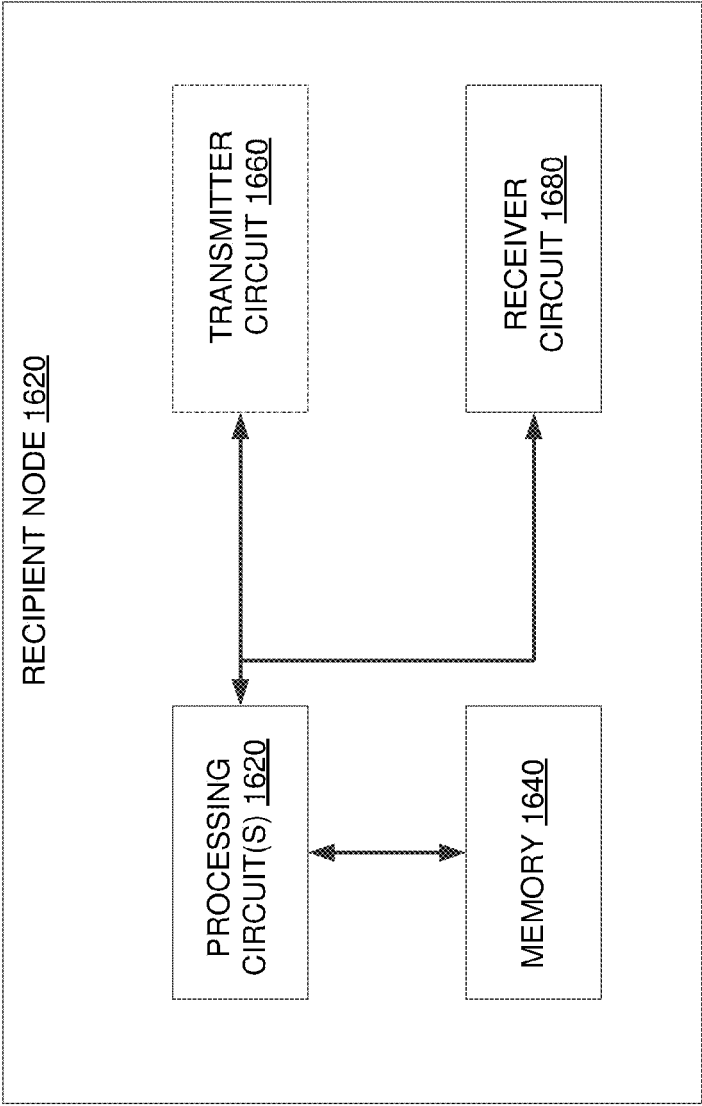 RECIPIENT NODE 1620
PROCESSING
CIRCUIT(S) 1620
TRANSMITTER
CIRCUIT 1660
MEMORY 1640
RECEIVER
CIRCUIT 1680